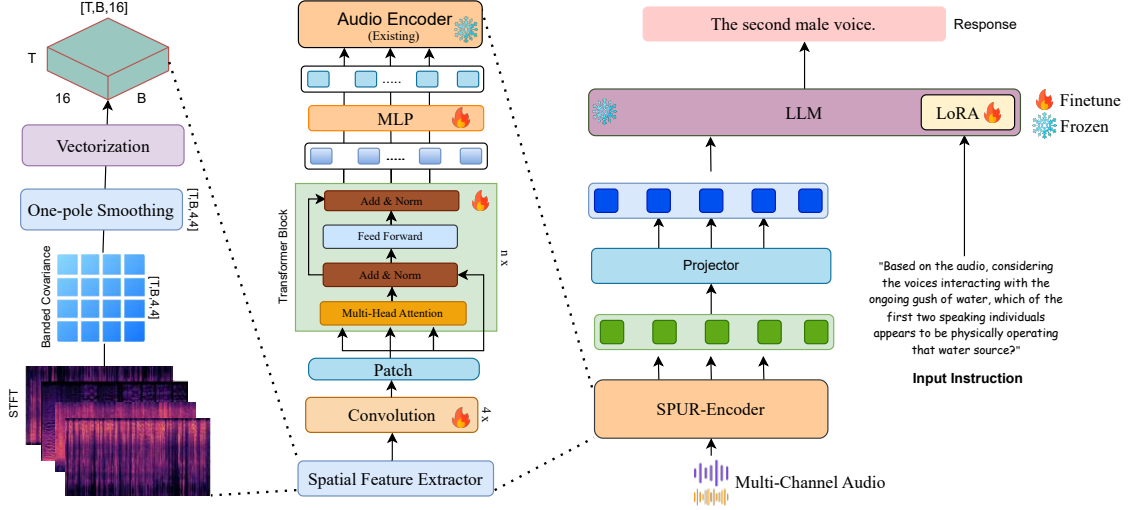 [T,B,16]
T
16
B
Vectorization
One-pole Smoothing
[T,B,4,4]
Banded Covariance
[T,B,4,4]
STFT
Audio Encoder
(Existing)
.....
MLP
.....
Transformer Block
Add & Norm
Feed Forward
Add & Norm
Multi-Head Attention
n x
Patch
Convolution
4 x
Spatial Feature Extractor
The second male voice.
Response
LLM
LoRA
Finetune
Frozen
Projector
SPUR-Encoder
Multi-Channel Audio
"Based on the audio, considering
the voices interacting with the
ongoing gush of water, which of the
first two speaking individuals
appears to be physically operating
that water source?"
Input Instruction